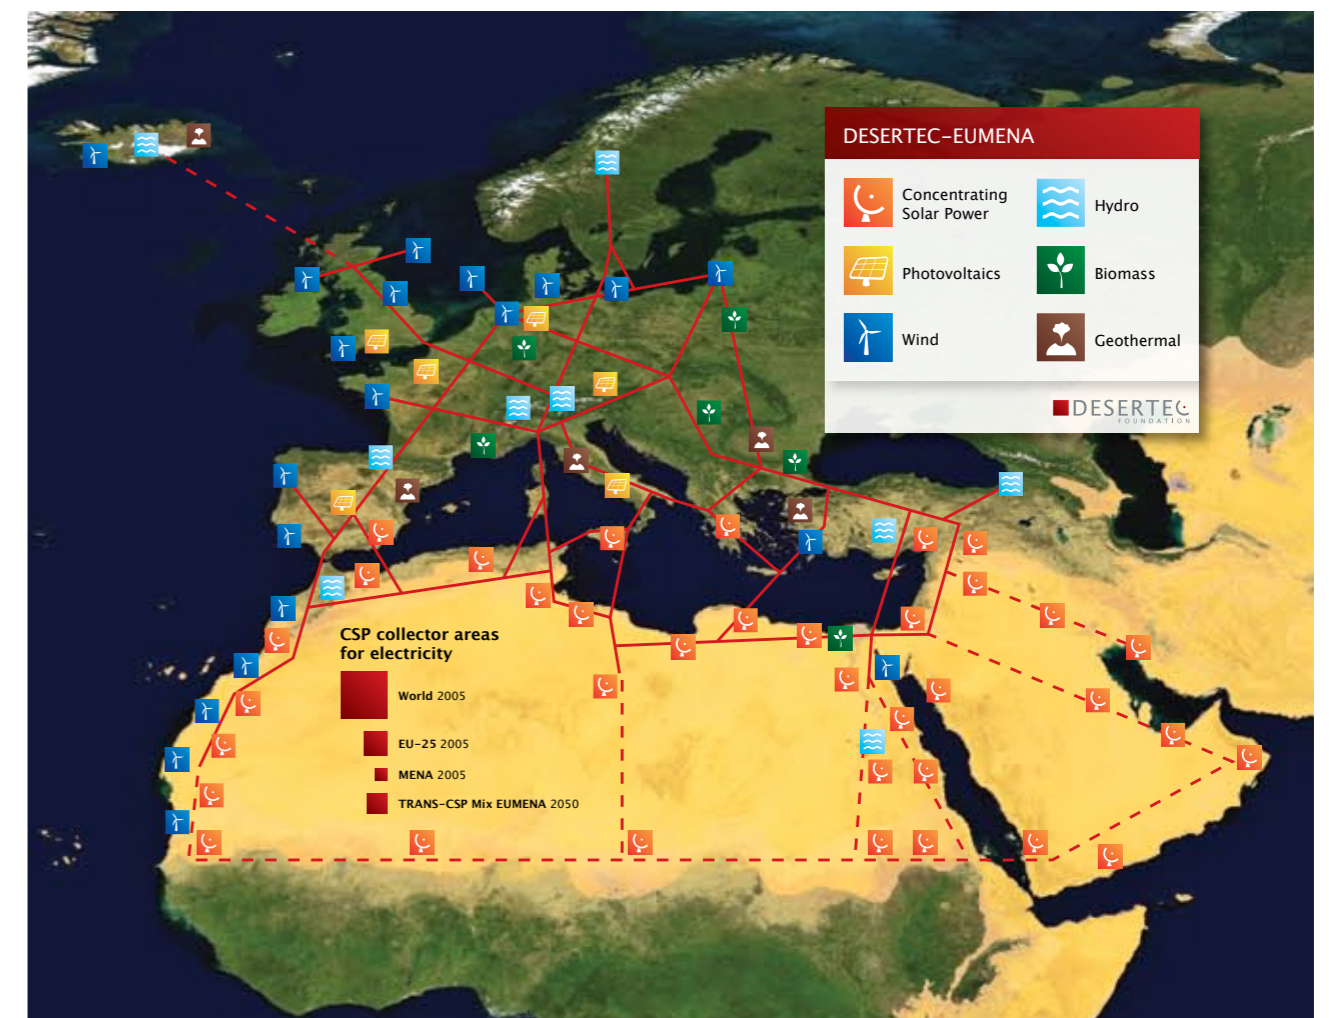 DESERTEC–EUMENA
Concentrating
Solar Power
Hydro
Photovoltaics
Biomass
Wind
Geothermal
DESERTEC
FOUNDATION
CSP collector areas
for electricity
World 2005
EU–25 2005
MENA 2005
TRANS–CSP Mix EUMENA 2050